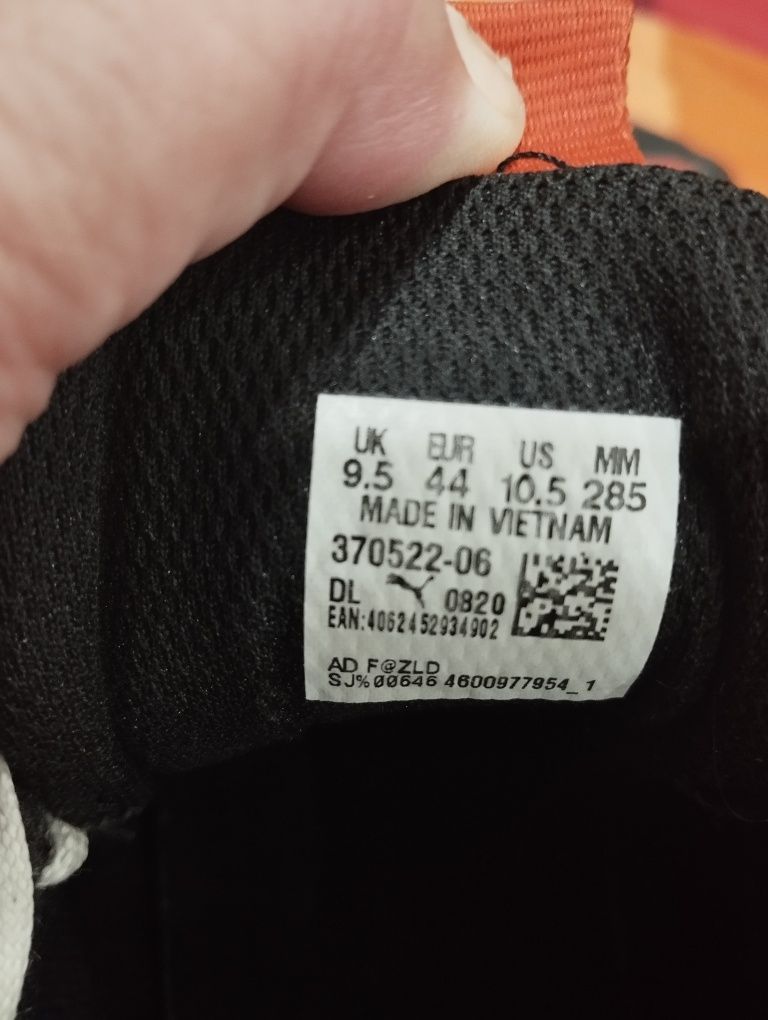 UK EUR US MM
9.5 44 10.5 285
MADE IN VIETNAM
370522-06
DL 0820
EAN:4062452934902
AD F@ZLD
SJ%00646 4600977954_1